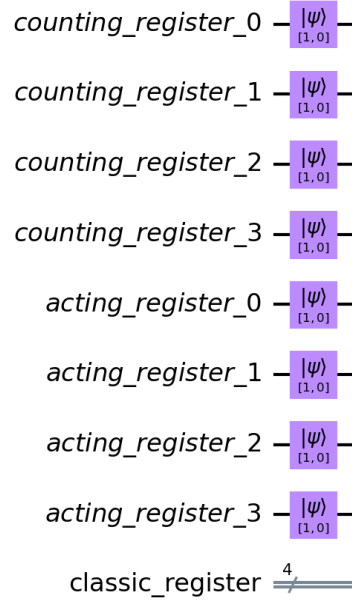 counting_register_0 |ψ⟩
[1,0]
counting_register_1 |ψ⟩
[1,0]
counting_register_2 |ψ⟩
[1,0]
counting_register_3 |ψ⟩
[1,0]
acting_register_0 |ψ⟩
[1,0]
acting_register_1 |ψ⟩
[1,0]
acting_register_2 |ψ⟩
[1,0]
acting_register_3 |ψ⟩
[1,0]
4
classic_register